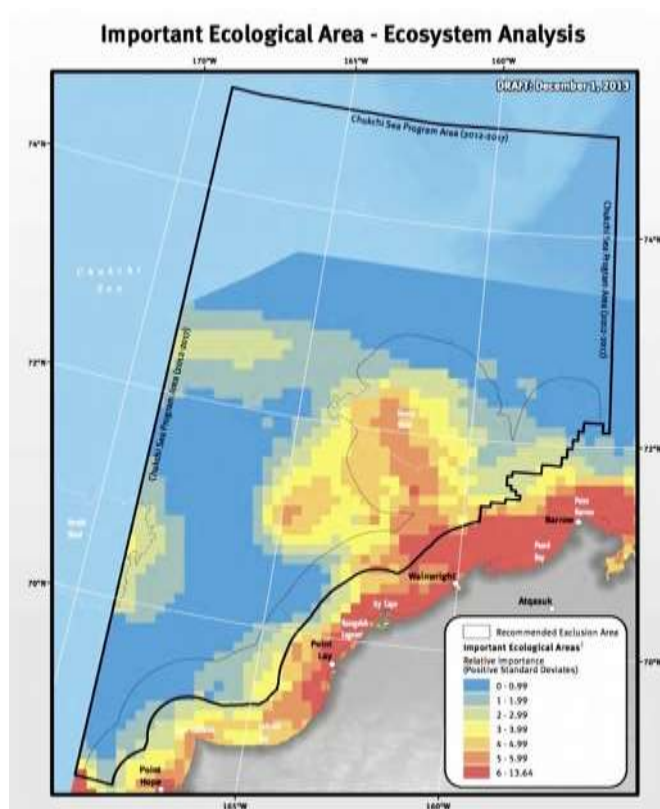 Important Ecological Area - Ecosystem Analysis
170°W
165°W
160°W
DRAFT: December 1, 2013
Chukchi Sea Program Area (2012-2017)
74°N
Chukchi Sea Program Area (2012-2017)
74°N
Chukchi
Sea
Chukchi Sea Program Area (2012-2017)
72°N
72°N
Barrow
Wainwright
Atqasuk
Icy Cape
Lagoon
70°N
Point
Lay
70°N
Point
Hope
165°W
160°W
Recommended Exclusion Area
Important Ecological Areas¹
Relative Importance
(Positive Standard Deviates)
0 - 0.99
1 - 1.99
2 - 2.99
3 - 3.99
4 - 4.99
5 - 5.99
6 - 13.64